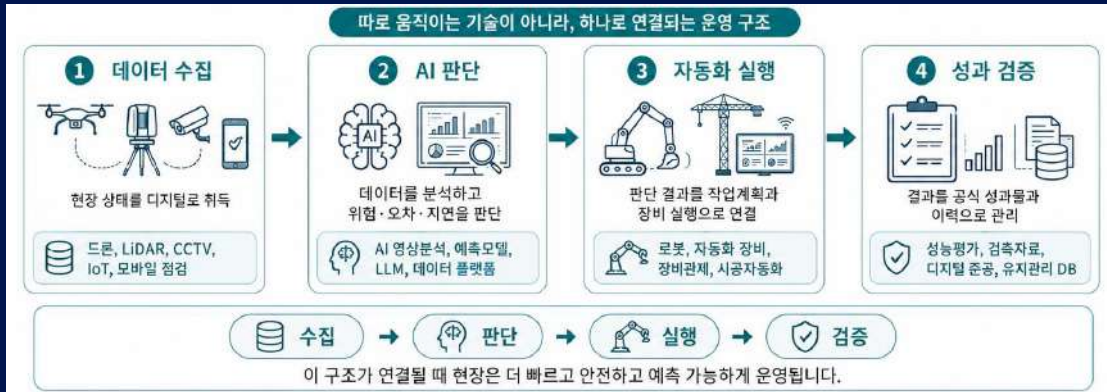 따로 움직이는 기술이 아니라, 하나로 연결되는 운영 구조
1 데이터 수집
현장 상태를 디지털로 취득
드론, LiDAR, CCTV,
IoT, 모바일 점검
2 AI 판단
AI
데이터를 분석하고
위험·오차·지연을 판단
AI 영상분석, 예측모델,
LLM, 데이터 플랫폼
3 자동화 실행
판단 결과를 작업계획과
장비 실행으로 연결
로봇, 자동화 장비,
장비관제, 시공자동화
4 성과 검증
결과를 공식 성과물과
이력으로 관리
성능평가, 검측자료,
디지털 준공, 유지관리 DB
수집 → 판단 → 실행 → 검증
이 구조가 연결될 때 현장은 더 빠르고 안전하고 예측 가능하게 운영됩니다.